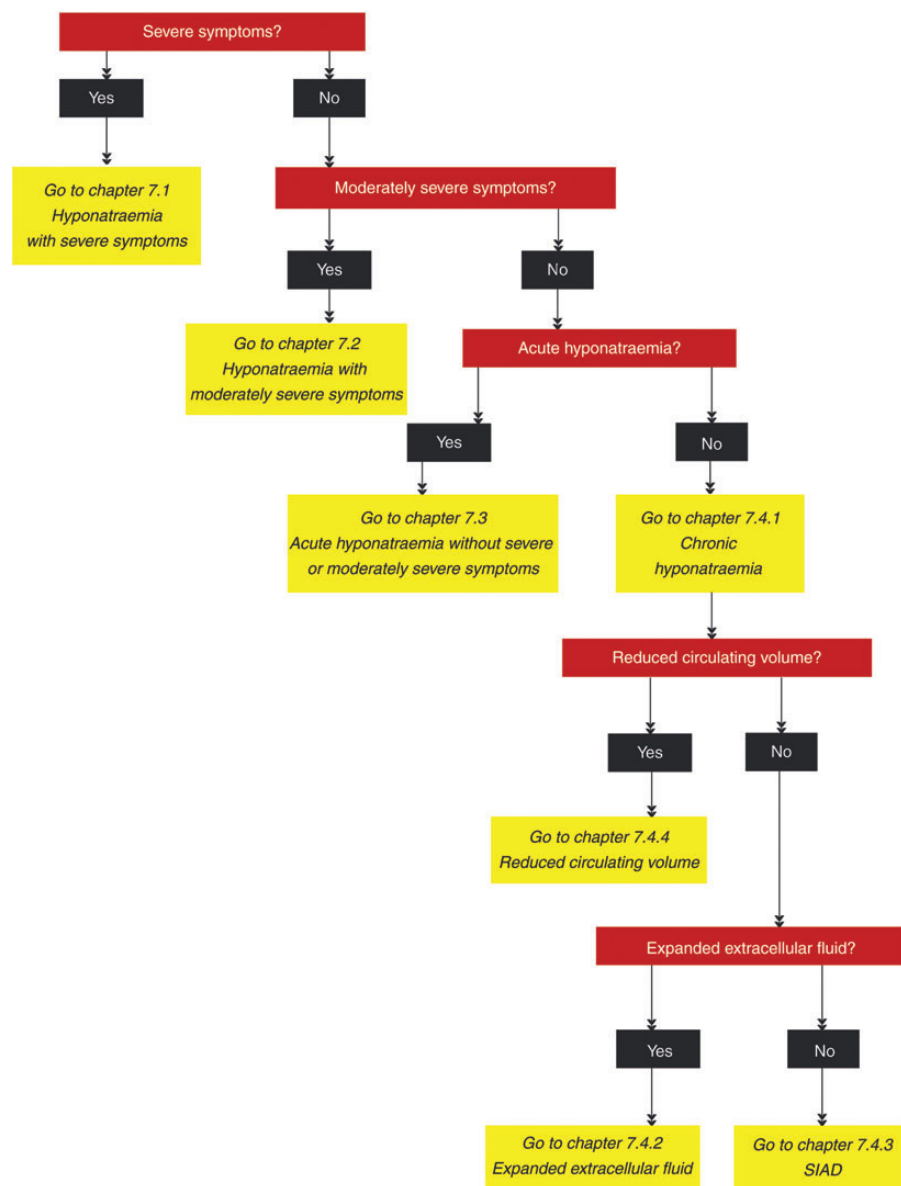 Severe symptoms?
Yes
No
Go to chapter 7.1
Hyponatraemia
with severe symptoms
Moderately severe symptoms?
Yes
No
Go to chapter 7.2
Hyponatraemia with
moderately severe symptoms
Acute hyponatraemia?
Yes
No
Go to chapter 7.3
Acute hyponatraemia without severe
or moderately severe symptoms
Go to chapter 7.4.1
Chronic
hyponatraemia
Reduced circulating volume?
Yes
No
Go to chapter 7.4.4
Reduced circulating volume
Expanded extracellular fluid?
Yes
No
Go to chapter 7.4.2
Expanded extracellular fluid
Go to chapter 7.4.3
SIAD